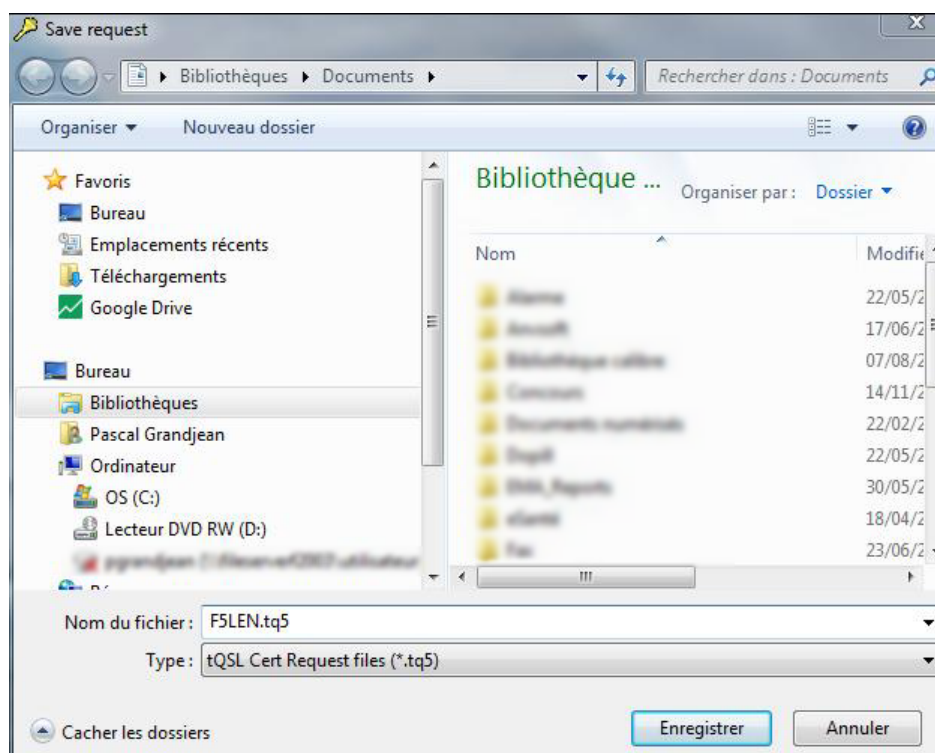 Save request
Bibliothèques Documents Rechercher dans : Documents
Organiser Nouveau dossier
Favoris
Bureau
Emplacements récents
Téléchargements
Google Drive
Bureau
Bibliothèques
Pascal Grandjean
Ordinateur
OS (C:)
Lecteur DVD RW (D:)
Bibliothèque ... Organiser par : Dossier
Nom Modifié
22/05/2
17/06/2
07/08/2
14/11/2
22/02/2
22/05/2
30/05/2
18/04/2
23/06/2
Nom du fichier : F5LEN.tq5
Type : tQSL Cert Request files (*.tq5)
Cacher les dossiers Enregistrer Annuler